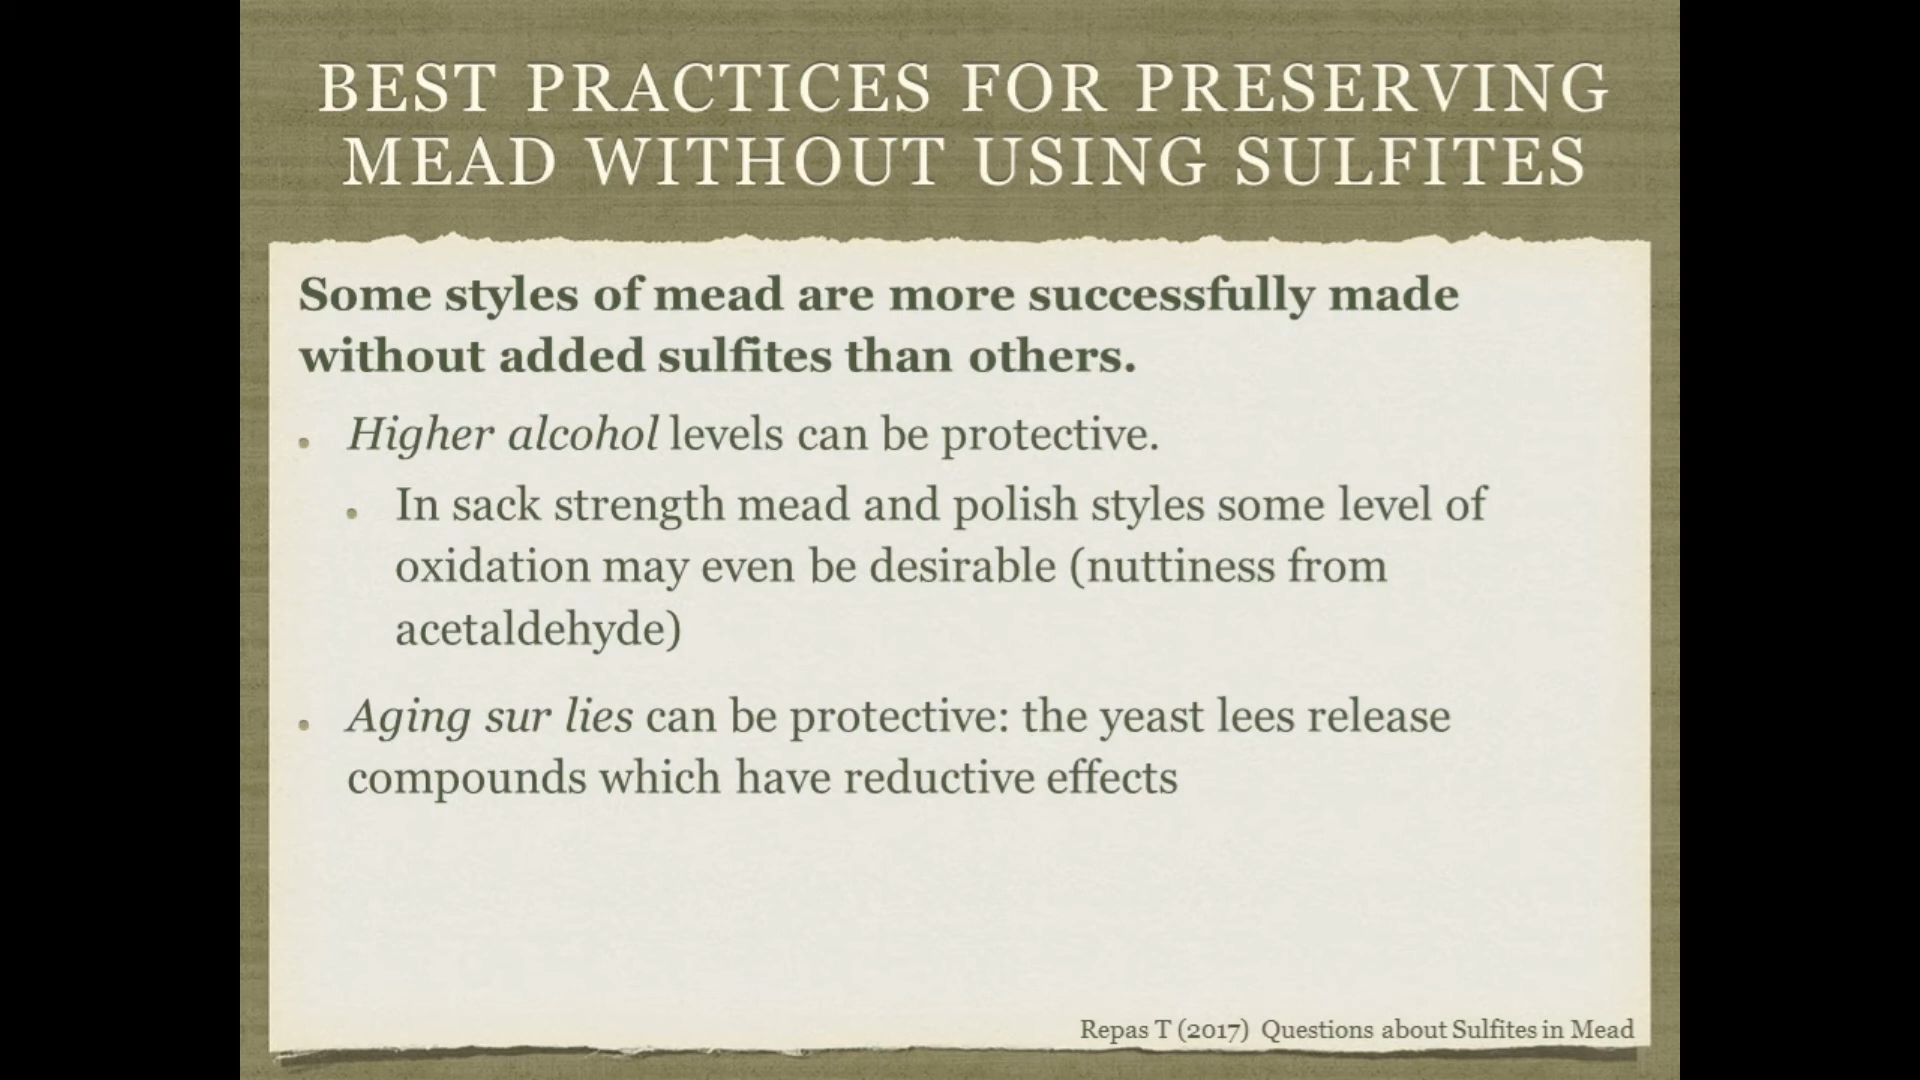 BEST PRACTICES FOR PRESERVING
MEAD WITHOUT USING SULFITES
Some styles of mead are more successfully made
without added sulfites than others.
• Higher alcohol levels can be protective.
• In sack strength mead and polish styles some level of
oxidation may even be desirable (nuttiness from
acetaldehyde)
• Aging sur lies can be protective: the yeast lees release
compounds which have reductive effects
Repas T (2017) Questions about Sulfites in Mead